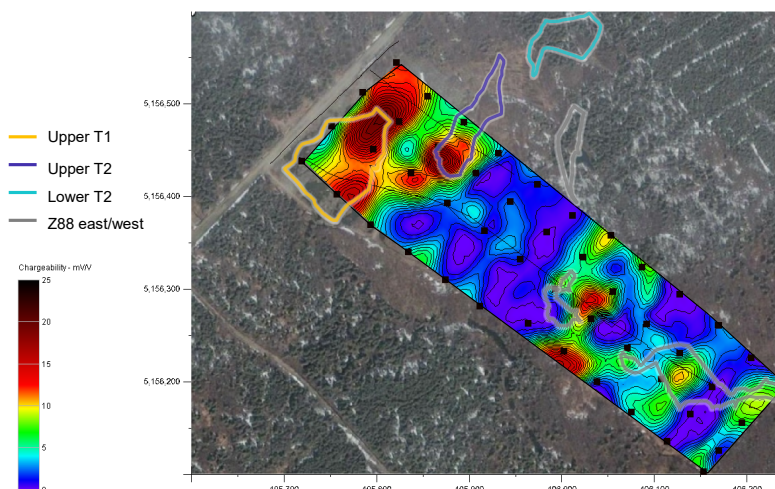 Upper T1
Upper T2
Lower T2
Z88 east/west
Chargeability - mV/V
25
20
15
10
5
0
5,156,500
5,156,400
5,156,300
5,156,200